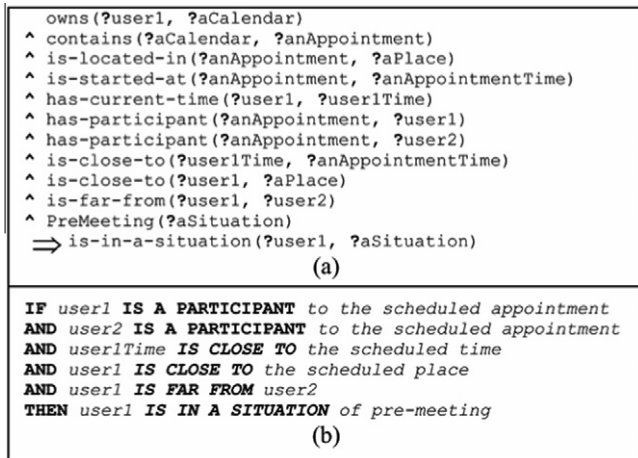 owns(?user1, ?aCalendar)
^ contains(?aCalendar, ?anAppointment)
^ is-located-in(?anAppointment, ?aPlace)
^ is-started-at(?anAppointment, ?anAppointmentTime)
^ has-current-time(?user1, ?user1Time)
^ has-participant(?anAppointment, ?user1)
^ has-participant(?anAppointment, ?user2)
^ is-close-to(?user1Time, ?anAppointmentTime)
^ is-close-to(?user1, ?aPlace)
^ is-far-from(?user1, ?user2)
^ PreMeeting(?aSituation)
⇒ is-in-a-situation(?user1, ?aSituation)
(a)
IF user1 IS A PARTICIPANT to the scheduled appointment
AND user2 IS A PARTICIPANT to the scheduled appointment
AND user1Time IS CLOSE TO the scheduled time
AND user1 IS CLOSE TO the scheduled place
AND user1 IS FAR FROM user2
THEN user1 IS IN A SITUATION of pre-meeting
(b)